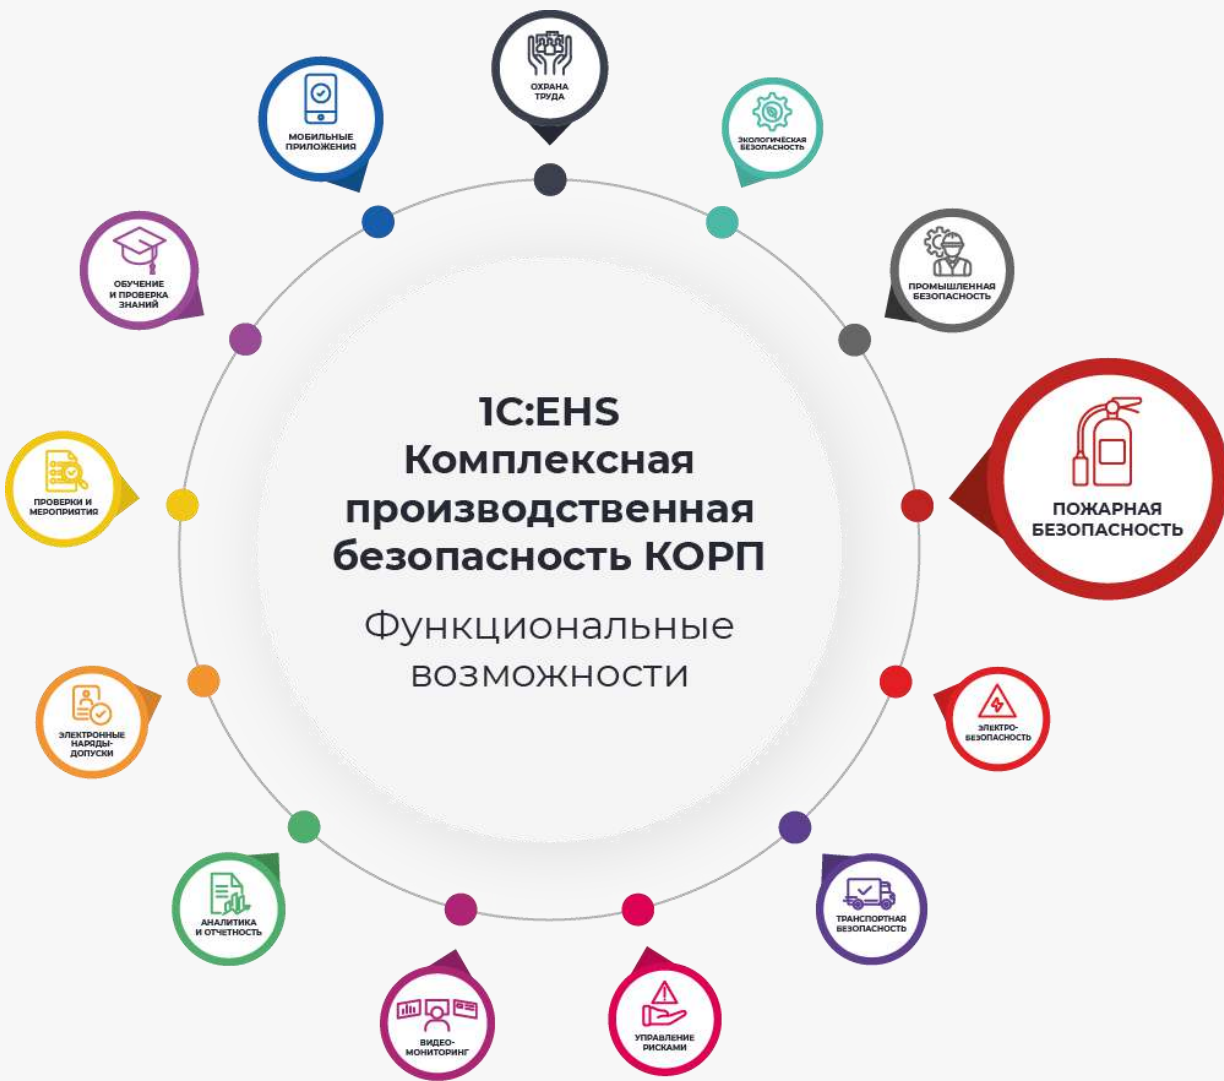 ОХРАНА
ТРУДА
ЭКОЛОГИЧЕСКАЯ
БЕЗОПАСНОСТЬ
ПРОМЫШЛЕННАЯ
БЕЗОПАСНОСТЬ
ПОЖАРНАЯ
БЕЗОПАСНОСТЬ
ЭЛЕКТРО-
БЕЗОПАСНОСТЬ
ТРАНСПОРТНАЯ
БЕЗОПАСНОСТЬ
УПРАВЛЕНИЕ
РИСКАМИ
ВИДЕО-
МОНИТОРИНГ
АНАЛИТИКА
И ОТЧЕТНОСТЬ
ЭЛЕКТРОННЫЕ
НАРЯДЫ-
ДОПУСКИ
ПРОВЕРКИ И
МЕРОПРИЯТИЯ
ОБУЧЕНИЕ
И ПРОВЕРКА
ЗНАНИЙ
МОБИЛЬНЫЕ
ПРИЛОЖЕНИЯ
1С:EHS
Комплексная
производственная
безопасность КОРП
Функциональные
возможности